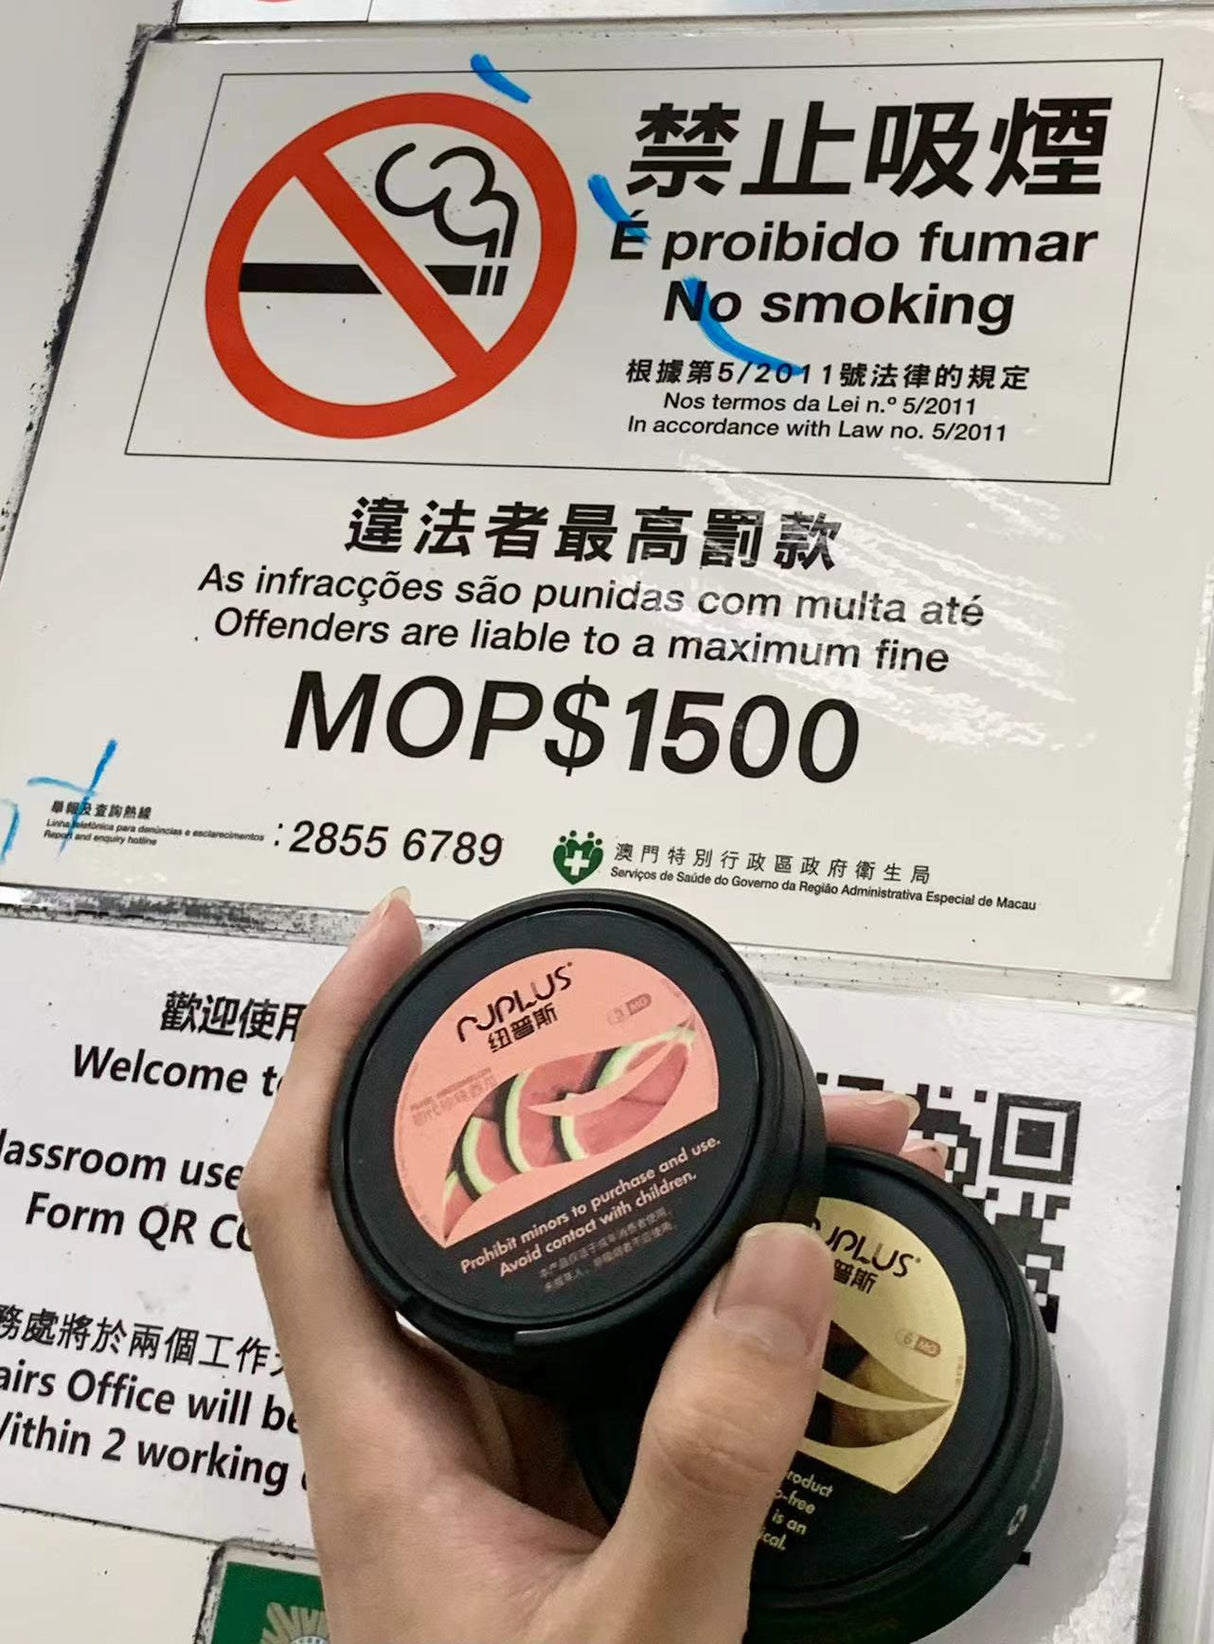 禁止吸煙
É proibido fumar
No smoking
根據第5/2011號法律的規定
Nos termos da Lei n.º 5/2011
In accordance with Law no. 5/2011
違法者最高罰款
As infracções são punidas com multa até
Offenders are liable to a maximum fine
MOP$1500
舉報及查詢熱線
Linha telefónica para denúncias e esclarecimentos
Report and enquiry hotline
: 2855 6789
澳門特別行政區政府衛生局
Serviços de Saúde do Governo da Região Administrativa Especial de Macau
歡迎使用
Welcome
lassroom use
Form QR
務處將於兩個工作
airs Office will be
Within 2 working
NJPLUS
纽普斯
3 MG
Prohibit minors to purchase and use.
Avoid contact with children.
JPLUS
普斯
6 MG
roduct
-free
is an
ical.